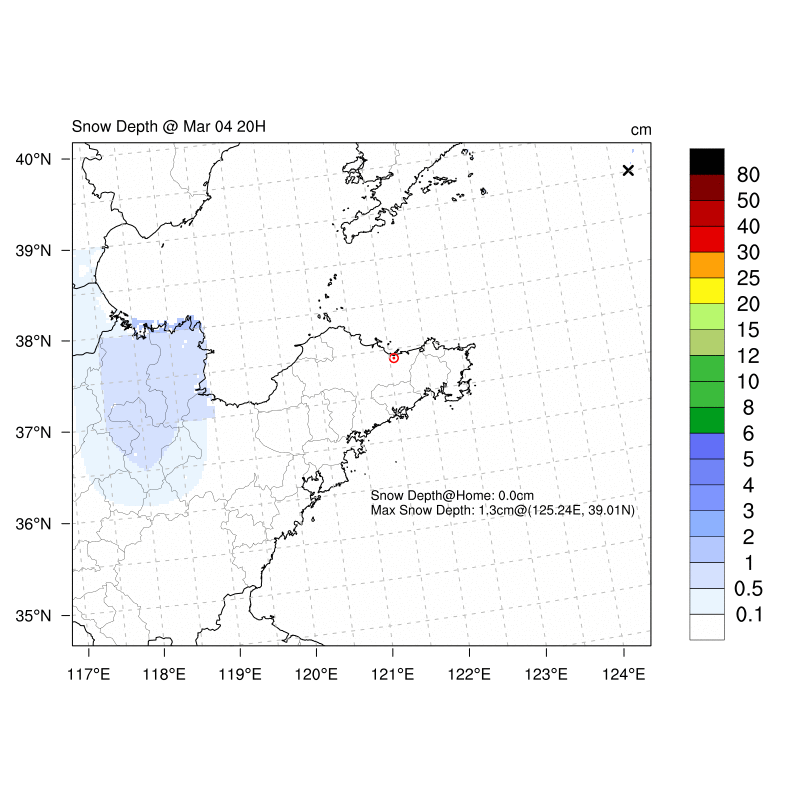 Snow Depth @ Mar 04 20H
cm
40°N
39°N
38°N
37°N
36°N
35°N
117°E 118°E 119°E 120°E 121°E 122°E 123°E 124°E
Snow Depth@Home: 0.0cm
Max Snow Depth: 1.3cm@(125.24E, 39.01N)
80
50
40
30
25
20
15
12
10
8
6
5
4
3
2
1
0.5
0.1